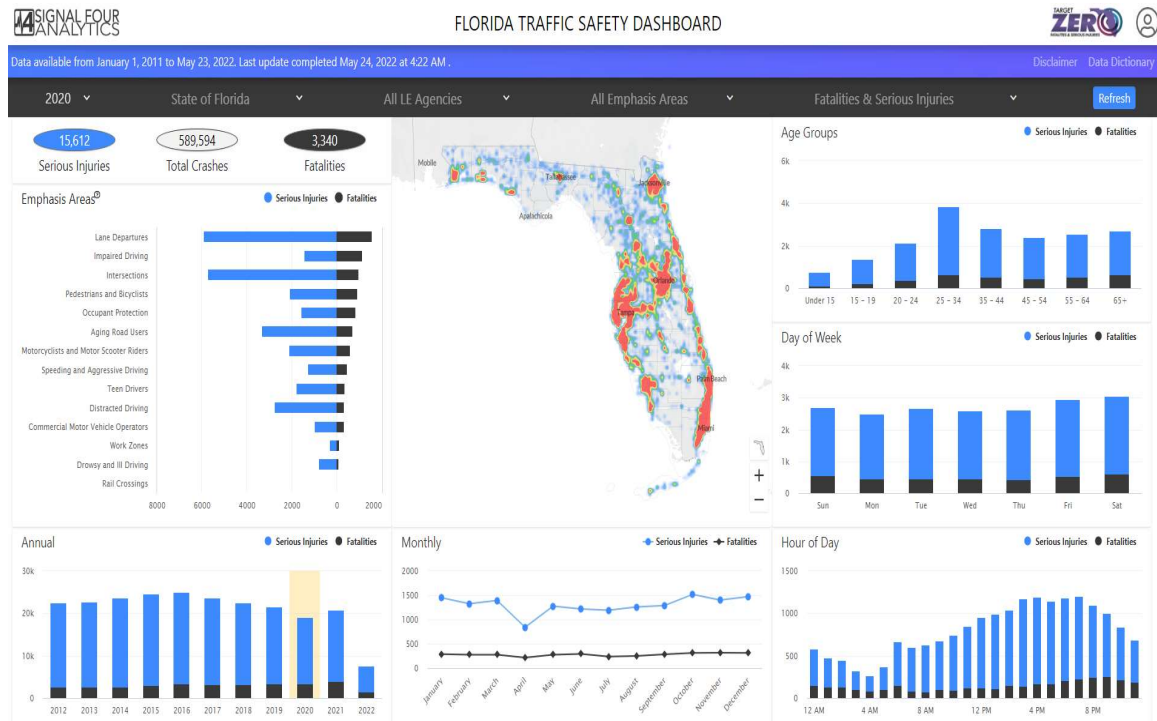 SIGNAL FOUR
ANALYTICS
FLORIDA TRAFFIC SAFETY DASHBOARD
TARGET
ZERO
Data available from January 1, 2011 to May 23, 2022. Last update completed May 24, 2022 at 4:22 AM .
Disclaimer Data Dictionary
2020 State of Florida All LE Agencies All Emphasis Areas Fatalities & Serious Injuries Refresh
15,612 589,594 3,340
Serious Injuries Total Crashes Fatalities
Emphasis Areas
Serious Injuries Fatalities
Lane Departures
Impaired Driving
Intersections
Pedestrians and Bicyclists
Occupant Protection
Aging Road Users
Motorcyclists and Motor Scooter Riders
Speeding and Aggressive Driving
Teen Drivers
Distracted Driving
Commercial Motor Vehicle Operators
Work Zones
Drowsy and Ill Driving
Rail Crossings
8000 6000 4000 2000 0 2000
Mobile
Tallahassee
Jacksonville
Apalachicola
Orlando
Tampa
Palm Beach
Miami
+
−
Age Groups
Serious Injuries Fatalities
6k
4k
2k
0
Under 15 15 - 19 20 - 24 25 - 34 35 - 44 45 - 54 55 - 64 65+
Day of Week
Serious Injuries Fatalities
4k
3k
2k
1k
0
Sun Mon Tue Wed Thu Fri Sat
Annual
Serious Injuries Fatalities
30k
20k
10k
0
2012 2013 2014 2015 2016 2017 2018 2019 2020 2021 2022
Monthly
Serious Injuries Fatalities
2000
1500
1000
500
0
January February March April May June July August September October November December
Hour of Day
Serious Injuries Fatalities
1500
1000
500
0
12 AM 4 AM 8 AM 12 PM 4 PM 8 PM